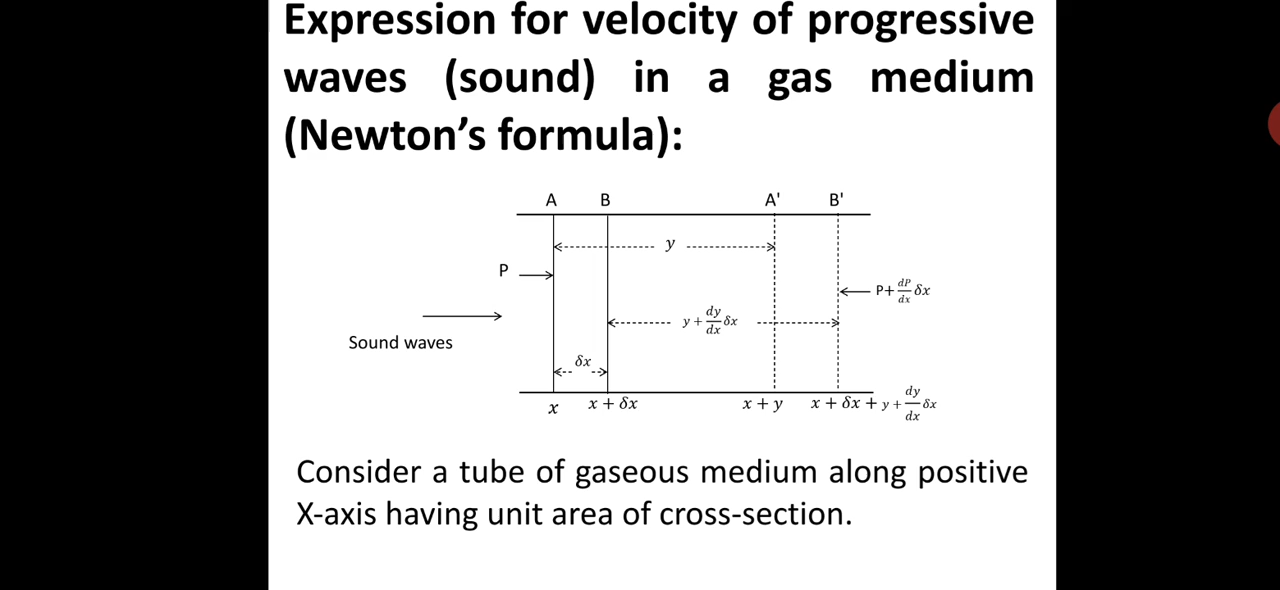 Expression for velocity of progressive
waves (sound) in a gas medium
(Newton’s formula):
A B A' B'
y
P
P+dP/dx δx
y + dy/dx δx
Sound waves
δx
x x + δx x + y x + δx + y + dy/dx δx
Consider a tube of gaseous medium along positive
X-axis having unit area of cross-section.